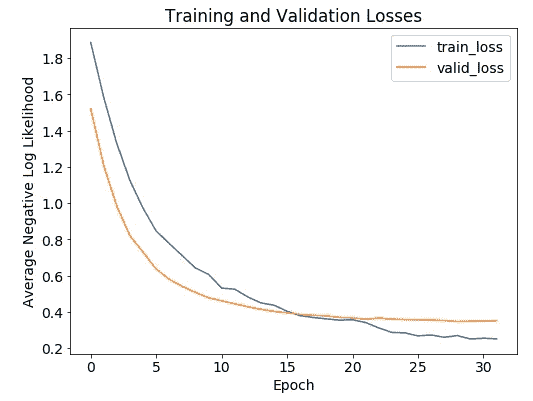 Training and Validation Losses
train_loss
valid_loss
Average Negative Log Likelihood
1.8
1.6
1.4
1.2
1.0
0.8
0.6
0.4
0.2
0 5 10 15 20 25 30
Epoch